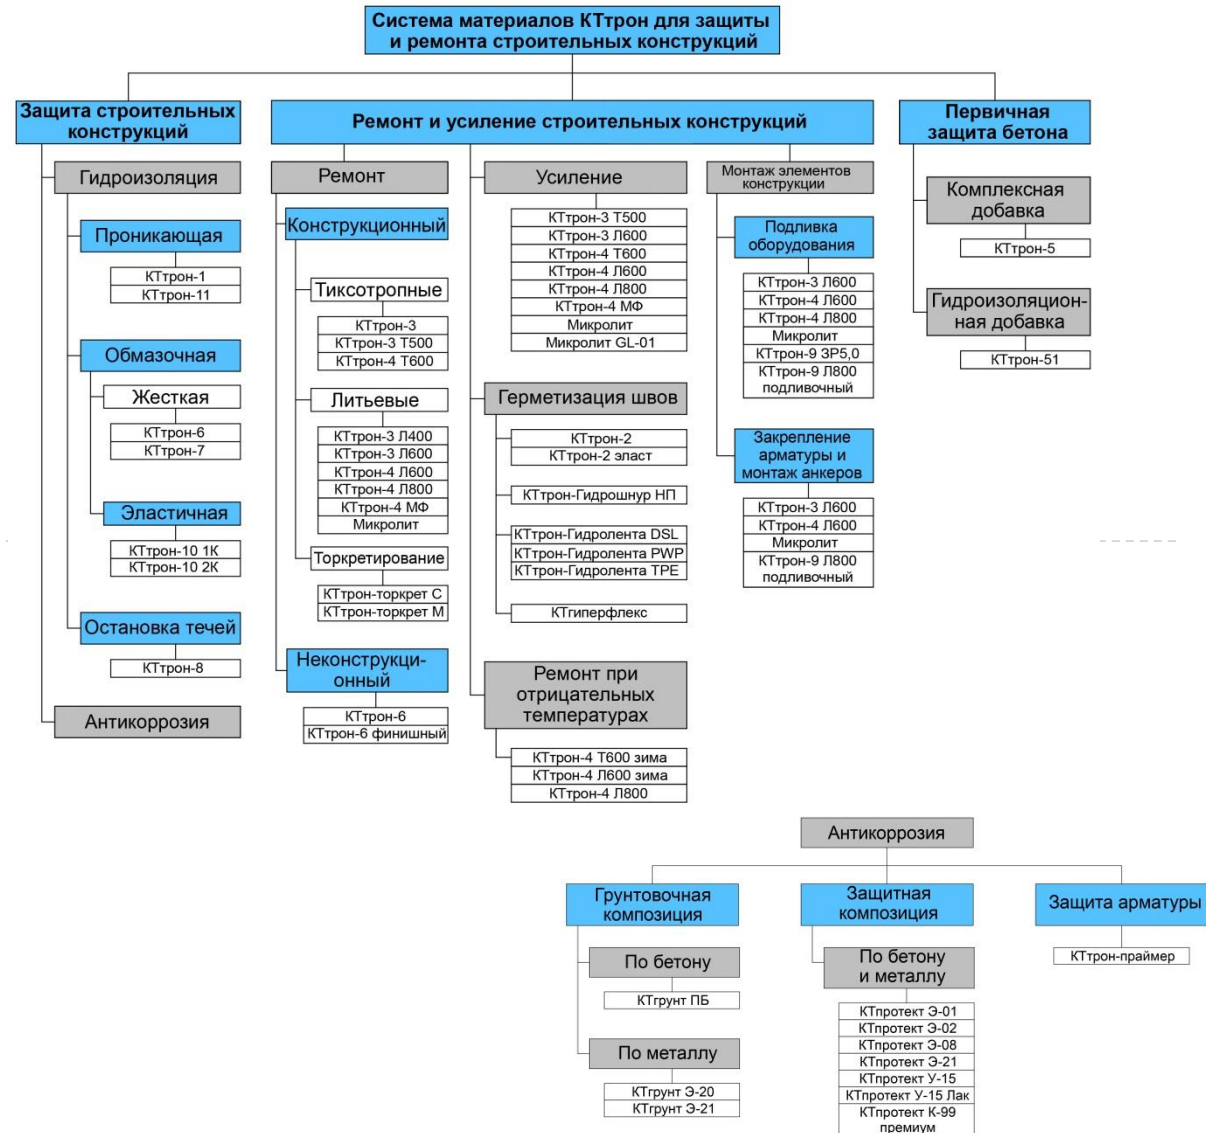 Система материалов КТтрон для защиты
и ремонта строительных конструкций
Защита строительных
конструкций
Гидроизоляция
Проникающая
КТтрон-1
КТтрон-11
Обмазочная
Жесткая
КТтрон-6
КТтрон-7
Эластичная
КТтрон-10 1К
КТтрон-10 2К
Остановка течей
КТтрон-8
Антикоррозия
Ремонт и усиление строительных конструкций
Ремонт
Конструкционный
Тиксотропные
КТтрон-3
КТтрон-3 Т500
КТтрон-4 Т600
Литьевые
КТтрон-3 Л400
КТтрон-3 Л600
КТтрон-4 Л600
КТтрон-4 Л800
КТтрон-4 МФ
Микролит
Торкретирование
КТтрон-торкрет С
КТтрон-торкрет М
Неконструкци-
онный
КТтрон-6
КТтрон-6 финишный
Усиление
КТтрон-3 Т500
КТтрон-3 Л600
КТтрон-4 Т600
КТтрон-4 Л600
КТтрон-4 Л800
КТтрон-4 МФ
Микролит
Микролит GL-01
Герметизация швов
КТтрон-2
КТтрон-2 эласт
КТтрон-Гидрошнур НП
КТтрон-Гидролента DSL
КТтрон-Гидролента PWP
КТтрон-Гидролента TPE
КТгиперфлекс
Ремонт при
отрицательных
температурах
КТтрон-4 Т600 зима
КТтрон-4 Л600 зима
КТтрон-4 Л800
Монтаж элементов
конструкции
Подливка
оборудования
КТтрон-3 Л600
КТтрон-4 Л600
КТтрон-4 Л800
Микролит
КТтрон-9 ЗР5,0
КТтрон-9 Л800
подливочный
Закрепление
арматуры и
монтаж анкеров
КТтрон-3 Л600
КТтрон-4 Л600
Микролит
КТтрон-9 Л800
подливочный
Первичная
защита бетона
Комплексная
добавка
КТтрон-5
Гидроизоляцион-
ная добавка
КТтрон-51
Антикоррозия
Грунтовочная
композиция
По бетону
КТгрунт ПБ
По металлу
КТгрунт Э-20
КТгрунт Э-21
Защитная
композиция
По бетону
и металлу
КТпротект Э-01
КТпротект Э-02
КТпротект Э-08
КТпротект Э-21
КТпротект У-15
КТпротект У-15 Лак
КТпротект К-99
премиум
Защита арматуры
КТтрон-праймер